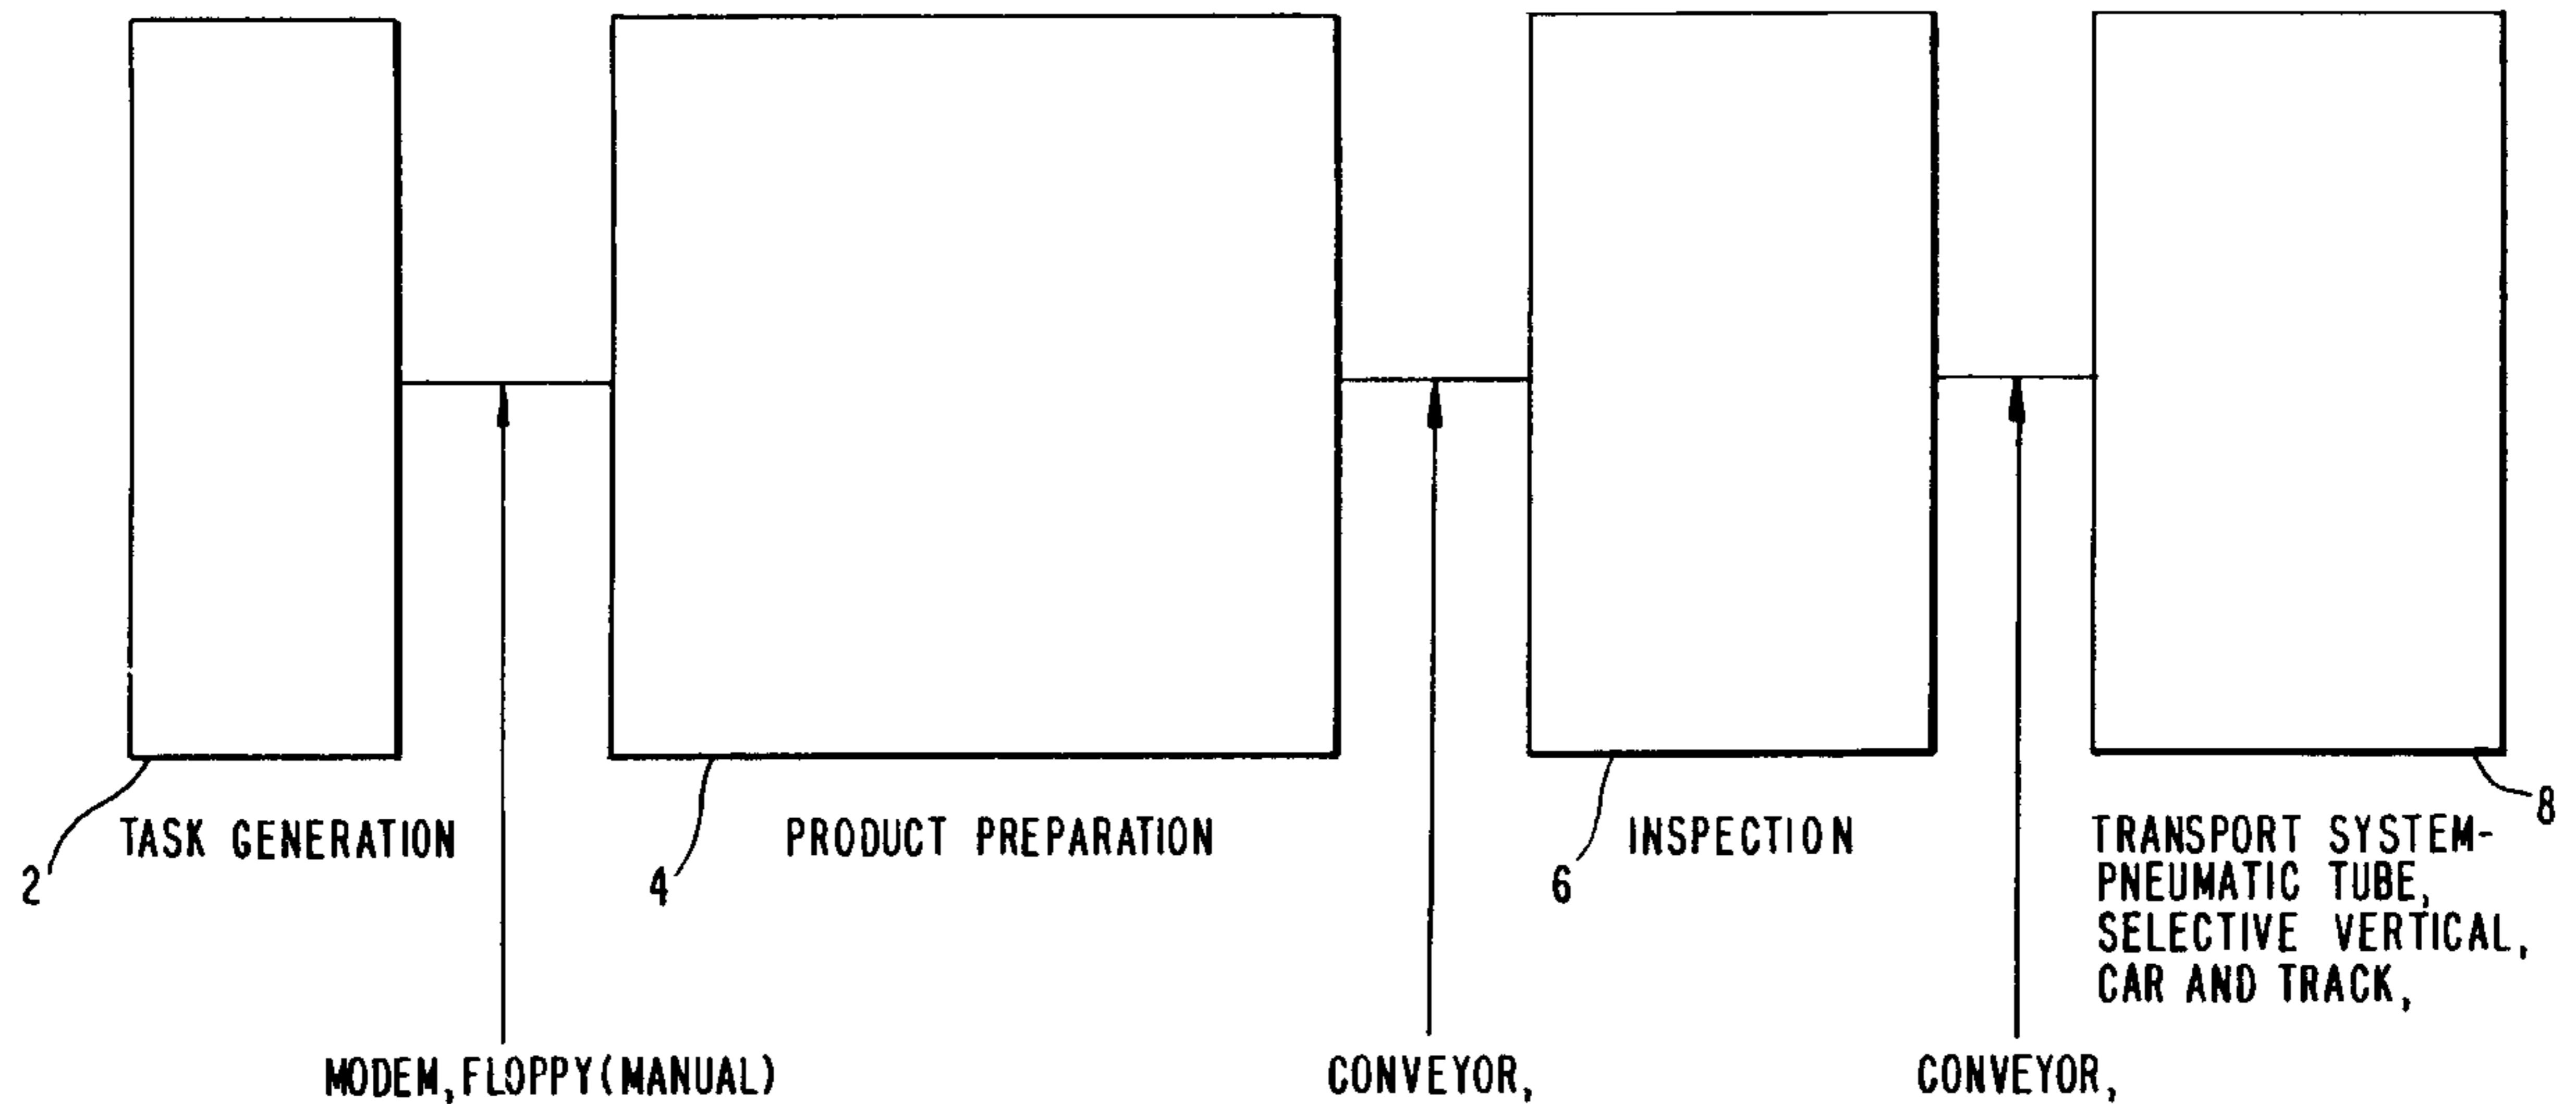 2
TASK GENERATION
4
PRODUCT PREPARATION
6
INSPECTION
8
TRANSPORT SYSTEM-
PNEUMATIC TUBE,
SELECTIVE VERTICAL,
CAR AND TRACK,
MODEM, FLOPPY (MANUAL)
CONVEYOR,
CONVEYOR,